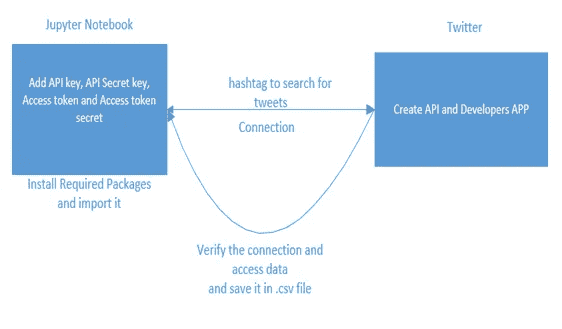 Jupyter Notebook
Twitter
Add API key, API Secret key,
Access token and Access token
secret
hashtag to search for
tweets
Connection
Create API and Developers APP
Install Required Packages
and import it
Verify the connection and
access data
and save it in .csv file